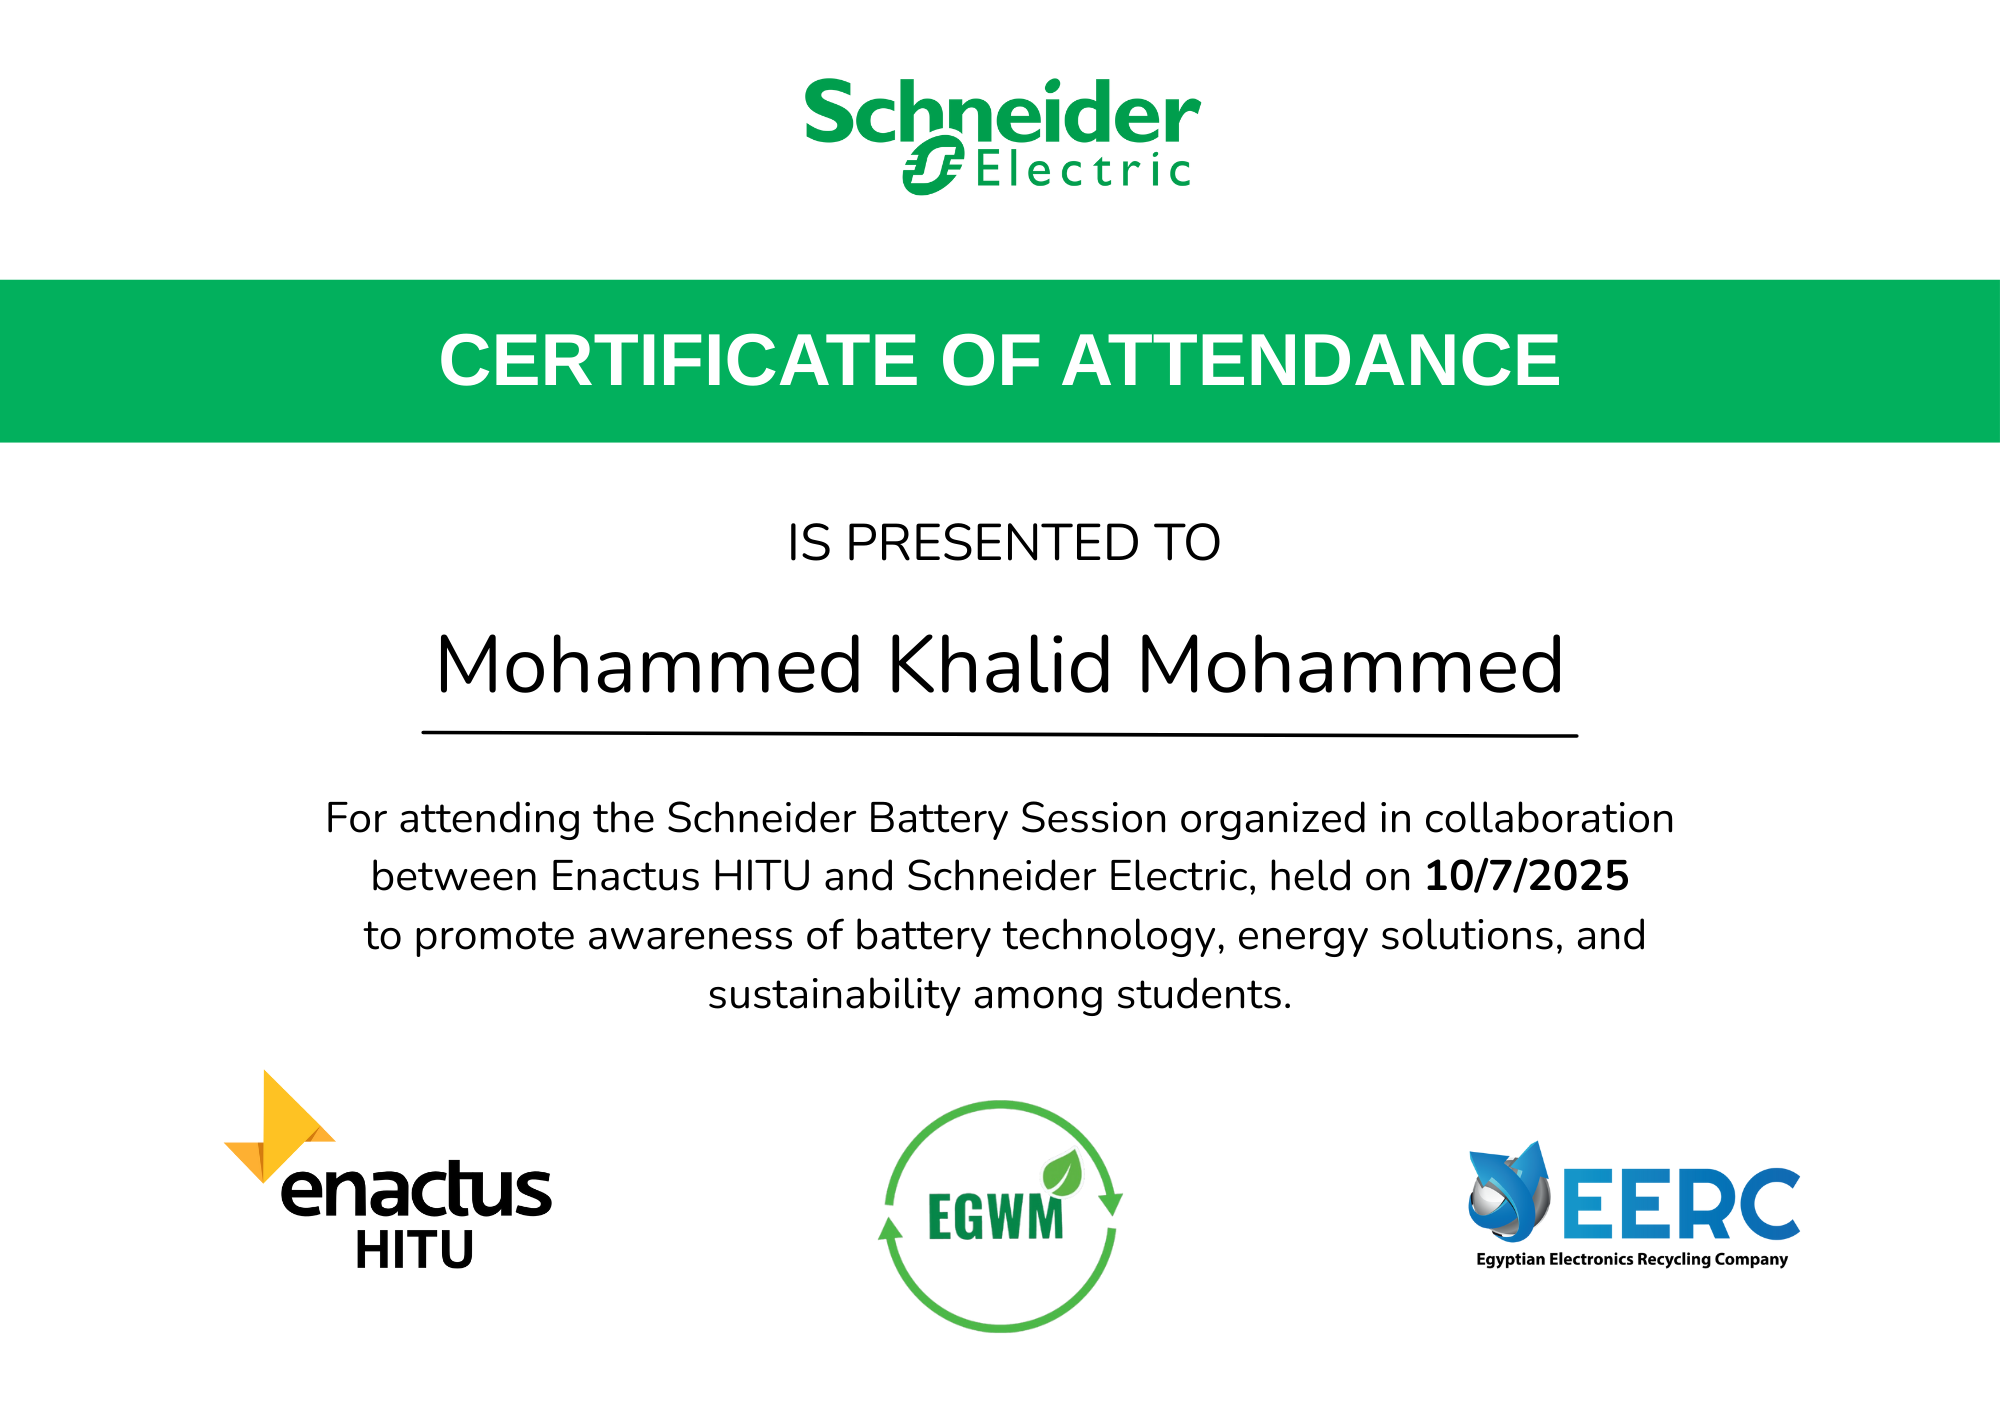 Schneider
Electric
CERTIFICATE OF ATTENDANCE
IS PRESENTED TO
Mohammed Khalid Mohammed
For attending the Schneider Battery Session organized in collaboration
between Enactus HITU and Schneider Electric, held on 10/7/2025
to promote awareness of battery technology, energy solutions, and
sustainability among students.
enactus
HITU
EGWM
EERC
Egyptian Electronics Recycling Company